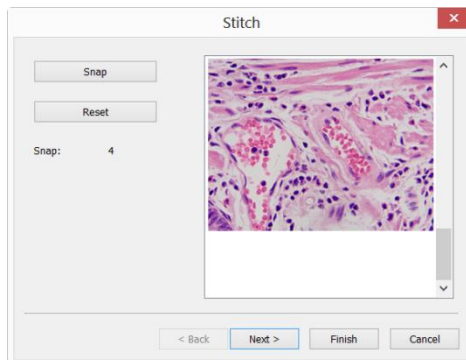 Stitch
Snap
Reset
Snap: 4
< Back
Next >
Finish
Cancel